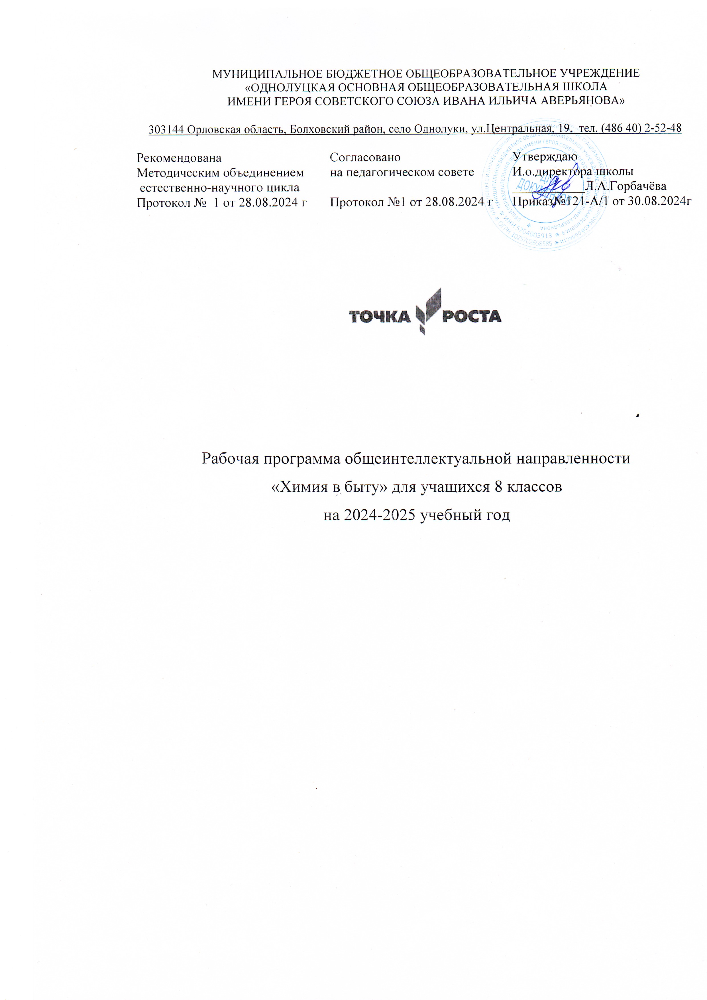 МУНИЦИПАЛЬНОЕ БЮДЖЕТНОЕ ОБЩЕОБРАЗОВАТЕЛЬНОЕ УЧРЕЖДЕНИЕ
«ОДНОЛУЦКАЯ ОСНОВНАЯ ОБЩЕОБРАЗОВАТЕЛЬНАЯ ШКОЛА
ИМЕНИ ГЕРОЯ СОВЕТСКОГО СОЮЗА ИВАНА ИЛЬИЧА АВЕРЬЯНОВА»
303144 Орловская область, Болховский район, село Однолуки, ул.Центральная, 19, тел. (486 40) 2-52-48
Рекомендована
Методическим объединением
естественно-научного цикла
Протокол № 1 от 28.08.2024 г
Согласовано
на педагогическом совете
Протокол №1 от 28.08.2024 г
Утверждаю
И.о.директора школы
____________Л.А.Горбачёва
Приказ№121-А/1 от 30.08.2024г
ДЛЯ
ДОКУМЕНТОВ
ИНН 5704003913
ОГРН 1025702658585
ТОЧКА РОСТА
Рабочая программа общеинтеллектуальной направленности
«Химия в быту» для учащихся 8 классов
на 2024-2025 учебный год